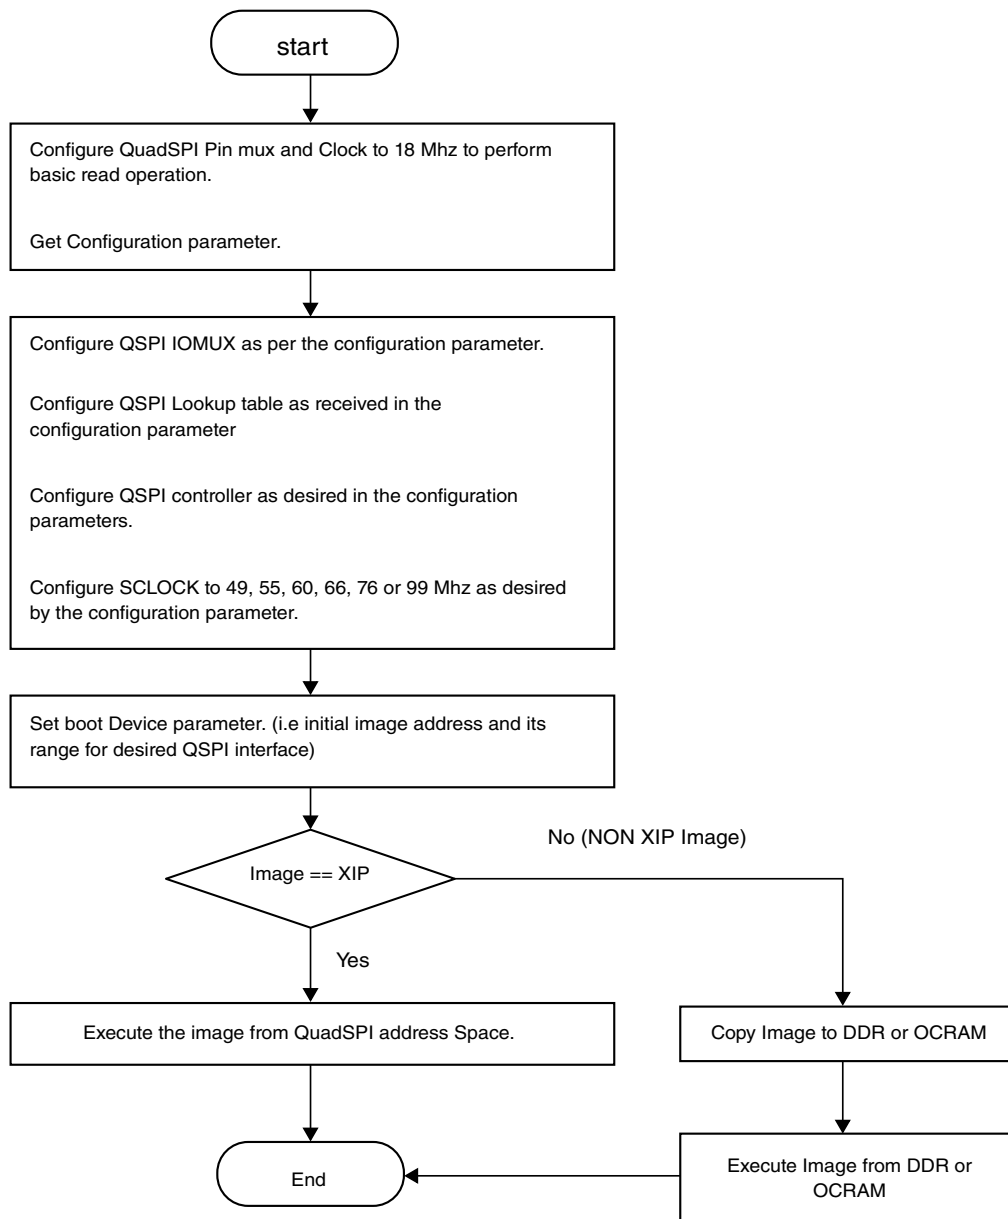 start
Configure QuadSPI Pin mux and Clock to 18 Mhz to perform
basic read operation.
Get Configuration parameter.
Configure QSPI IOMUX as per the configuration parameter.
Configure QSPI Lookup table as received in the
configuration parameter
Configure QSPI controller as desired in the configuration
parameters.
Configure SCLOCK to 49, 55, 60, 66, 76 or 99 Mhz as desired
by the configuration parameter.
Set boot Device parameter. (i.e initial image address and its
range for desired QSPI interface)
No (NON XIP Image)
Image == XIP
Yes
Execute the image from QuadSPI address Space.
Copy Image to DDR or OCRAM
Execute Image from DDR or
OCRAM
End